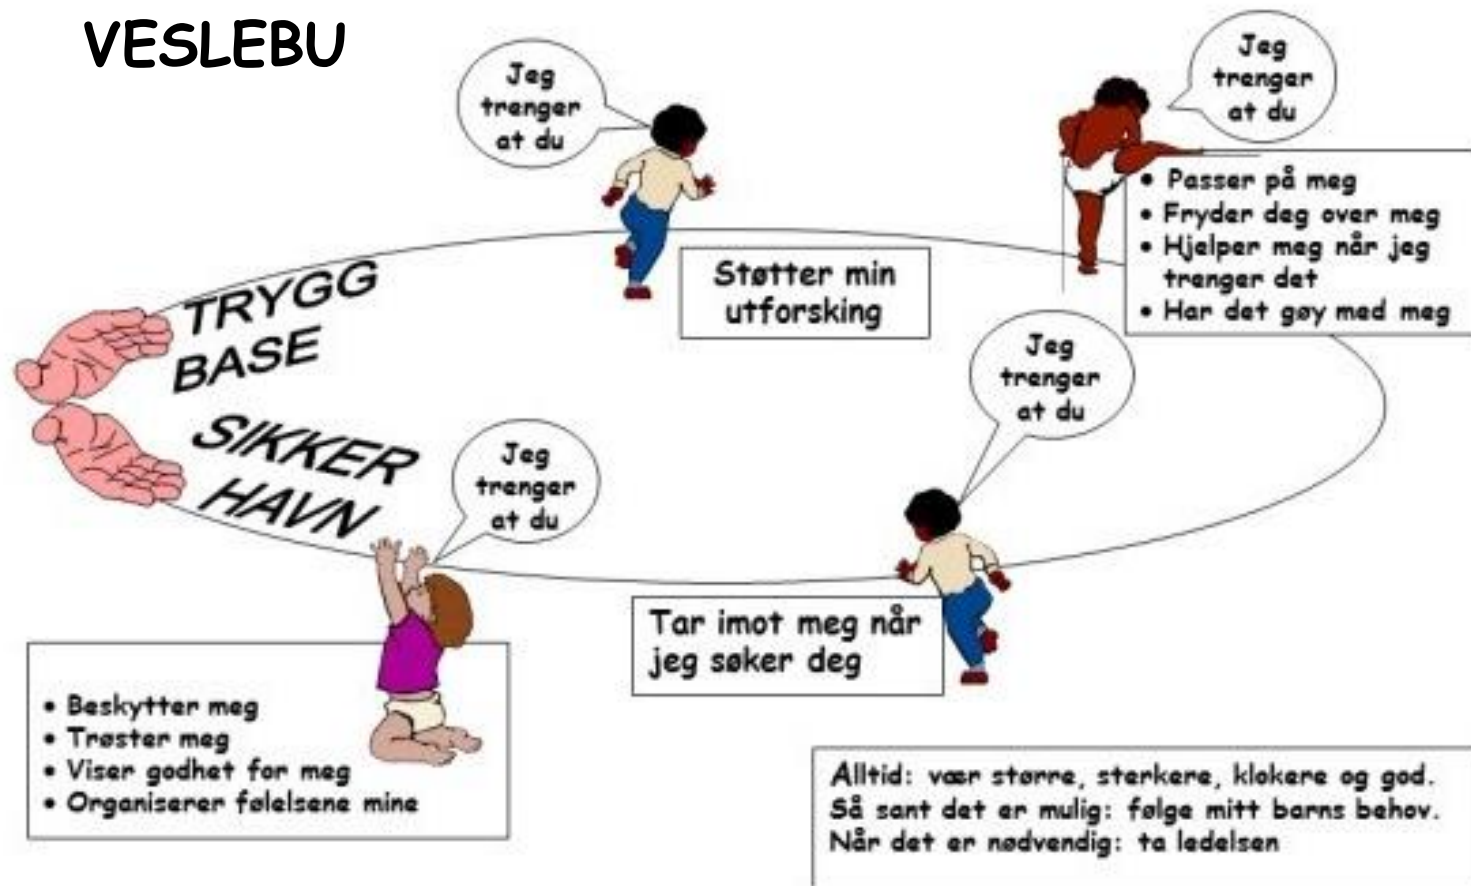 VESLEBU
Jeg
trenger
at du
Jeg
trenger
at du
• Passer på meg
• Fryder deg over meg
• Hjelper meg når jeg
trenger det
• Har det gøy med meg
Støtter min
utforsking
TRYGG
BASE
Jeg
trenger
at du
SIKKER
HAVN
Jeg
trenger
at du
Tar imot meg når
jeg søker deg
• Beskytter meg
• Trøster meg
• Viser godhet for meg
• Organiserer følelsene mine
Alltid: vær større, sterkere, klokere og god.
Så sant det er mulig: følge mitt barns behov.
Når det er nødvendig: ta ledelsen